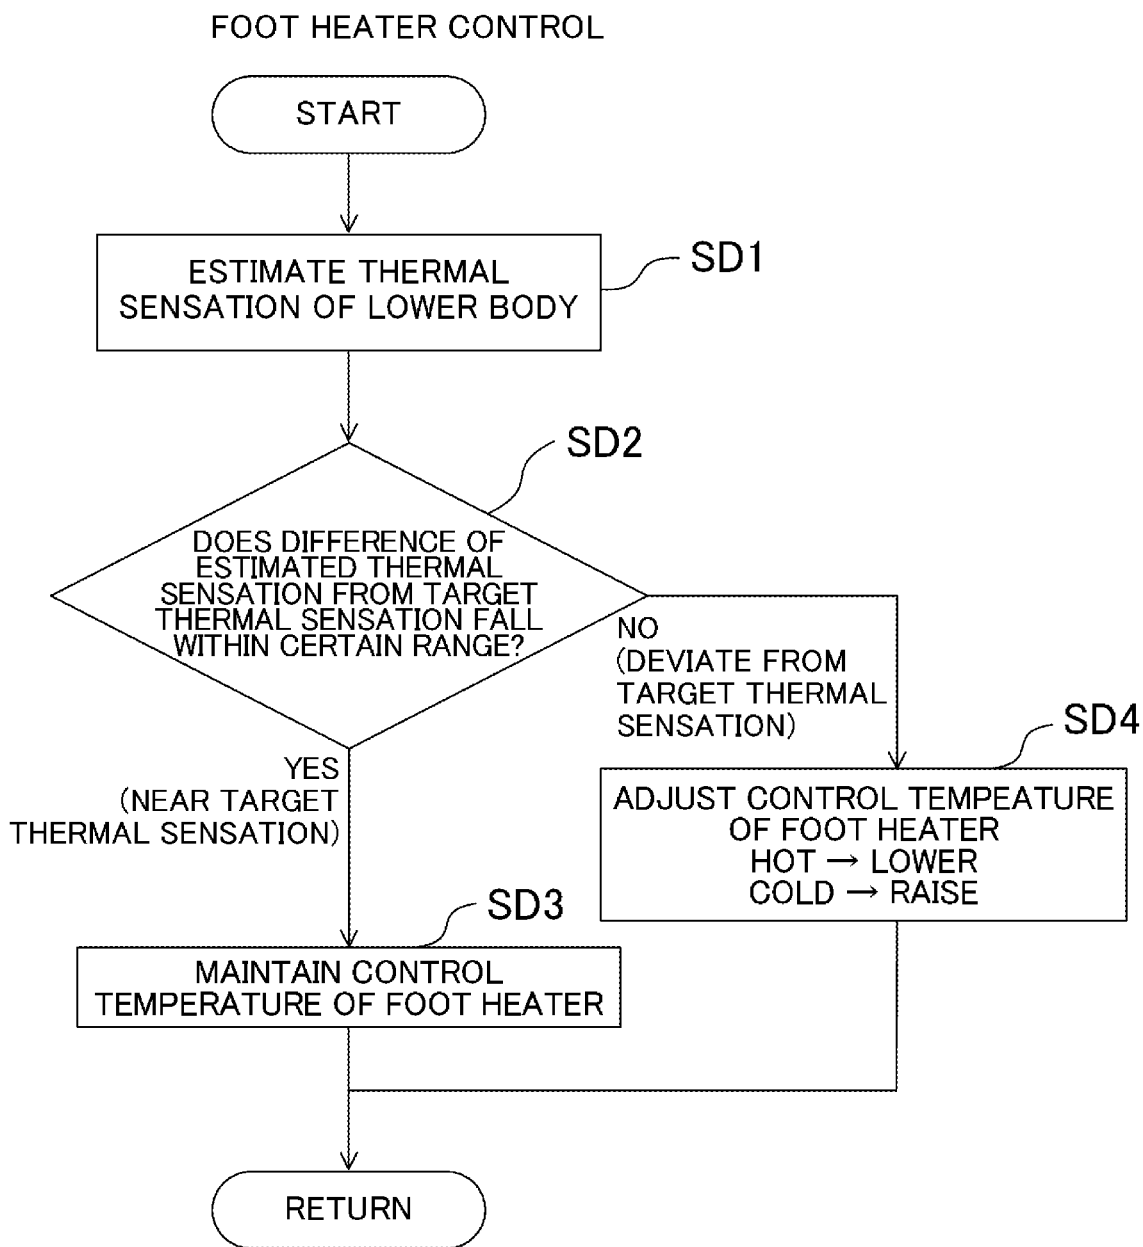 FOOT HEATER CONTROL
START
ESTIMATE THERMAL
SENSATION OF LOWER BODY
SD1
SD2
DOES DIFFERENCE OF
ESTIMATED THERMAL
SENSATION FROM TARGET
THERMAL SENSATION FALL
WITHIN CERTAIN RANGE?
NO
(DEVIATE FROM
TARGET THERMAL
SENSATION)
YES
(NEAR TARGET
THERMAL SENSATION)
SD4
ADJUST CONTROL TEMPEATURE
OF FOOT HEATER
HOT → LOWER
COLD → RAISE
SD3
MAINTAIN CONTROL
TEMPERATURE OF FOOT HEATER
RETURN